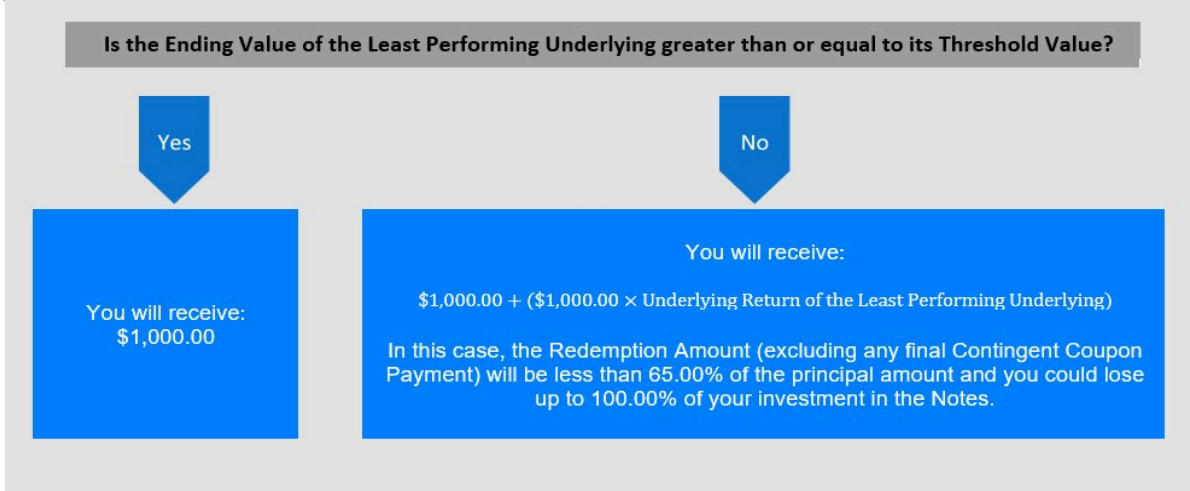 Is the Ending Value of the Least Performing Underlying greater than or equal to its Threshold Value?
Yes
No
You will receive:
$1,000.00
You will receive:
$1,000.00 + ($1,000.00 × Underlying Return of the Least Performing Underlying)
In this case, the Redemption Amount (excluding any final Contingent Coupon
Payment) will be less than 65.00% of the principal amount and you could lose
up to 100.00% of your investment in the Notes.